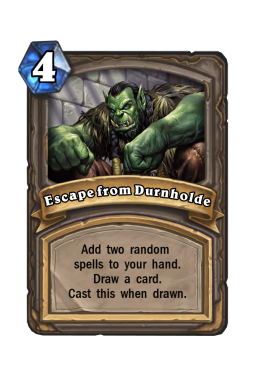 4
Escape from Durnholde
Add two random
spells to your hand.
Draw a card.
Cast this when drawn.